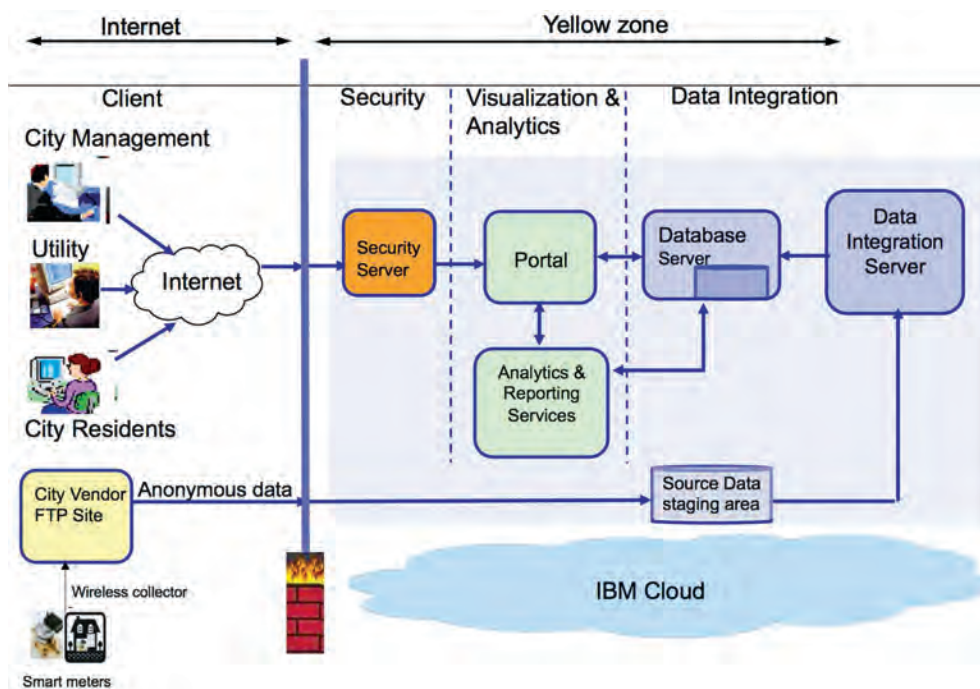 Internet
Yellow zone
Client
Security
Visualization &
Analytics
Data Integration
City Management
Utility
City Residents
Internet
Security
Server
Portal
Database
Server
Data
Integration
Server
Analytics &
Reporting
Services
City Vendor
FTP Site
Anonymous data
Source Data
staging area
Wireless collector
Smart meters
IBM Cloud